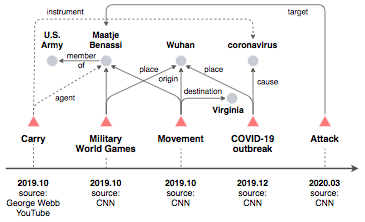 instrument
target
U.S.
Army
Maatje
Benassi
Wuhan
coronavirus
member
of
place
origin
place
agent
destination
cause
Virginia
Carry
Military
World Games
Movement
COVID-19
outbreak
Attack
2019.10
source:
George Webb
YouTube
2019.10
source:
CNN
2019.10
source:
CNN
2019.12
source:
CNN
2020.03
source:
CNN